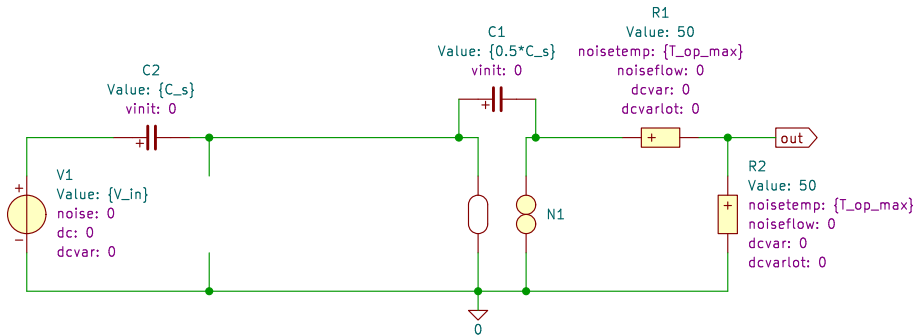 R1
Value: 50
noisetemp: {T_op_max}
noiseflow: 0
dcvar: 0
dcvarlot: 0
C1
Value: {0.5*C_s}
vinit: 0
C2
Value: {C_s}
vinit: 0
+
+
+
out
V1
Value: {V_in}
noise: 0
dc: 0
dcvar: 0
+
-
N1
+
R2
Value: 50
noisetemp: {T_op_max}
noiseflow: 0
dcvar: 0
dcvarlot: 0
0